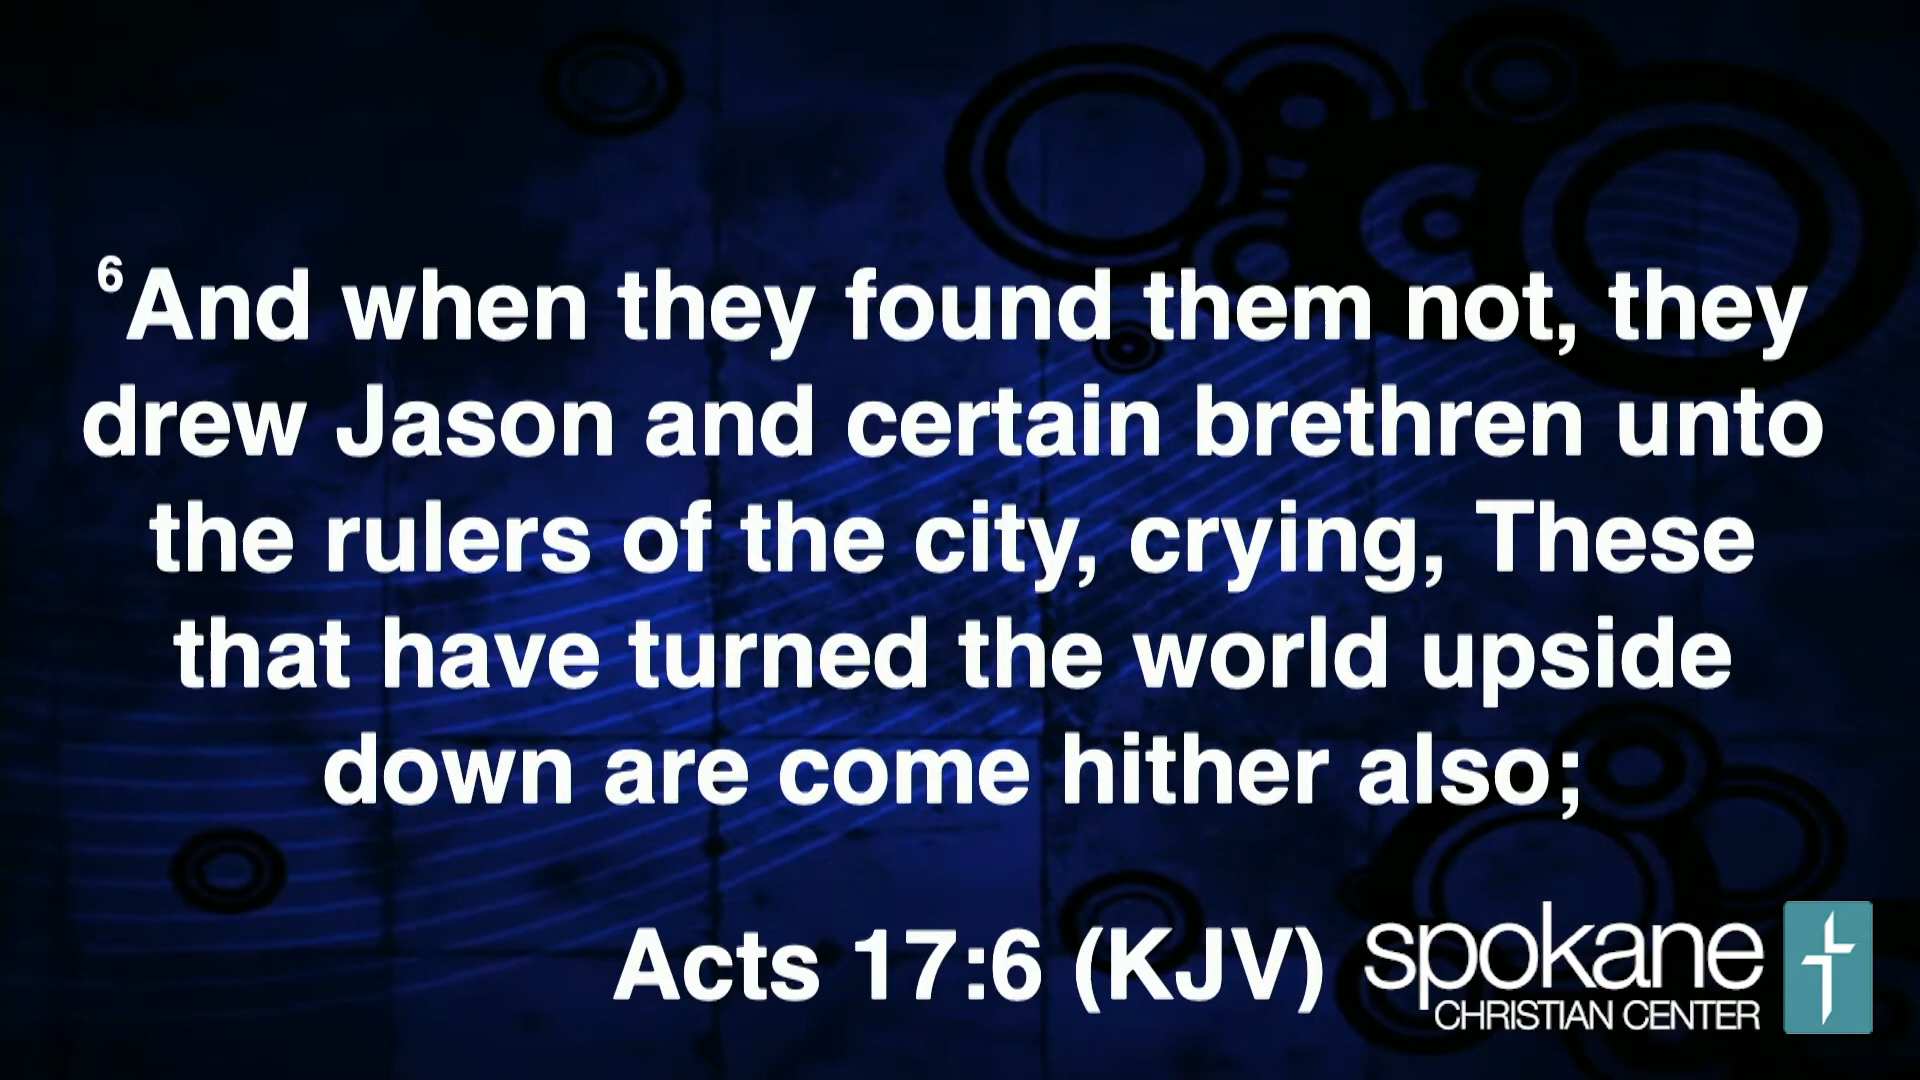 6And when they found them not, they
drew Jason and certain brethren unto
the rulers of the city, crying, These
that have turned the world upside
down are come hither also;
Acts 17:6 (KJV)
spokane
CHRISTIAN CENTER